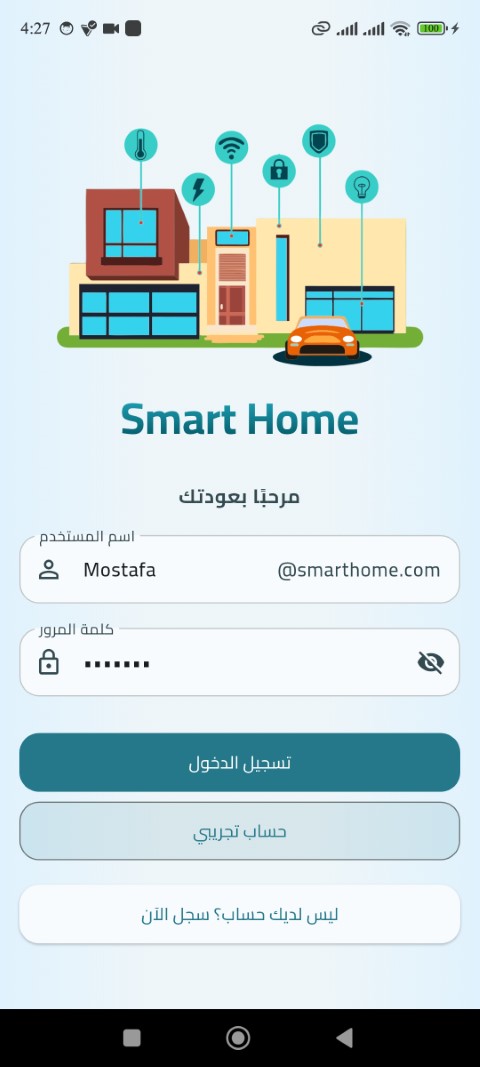 4:27
100
Smart Home
مرحبًا بعودتك
اسم المستخدم
Mostafa @smarthome.com
كلمة المرور
تسجيل الدخول
حساب تجريبي
ليس لديك حساب؟ سجل الآن